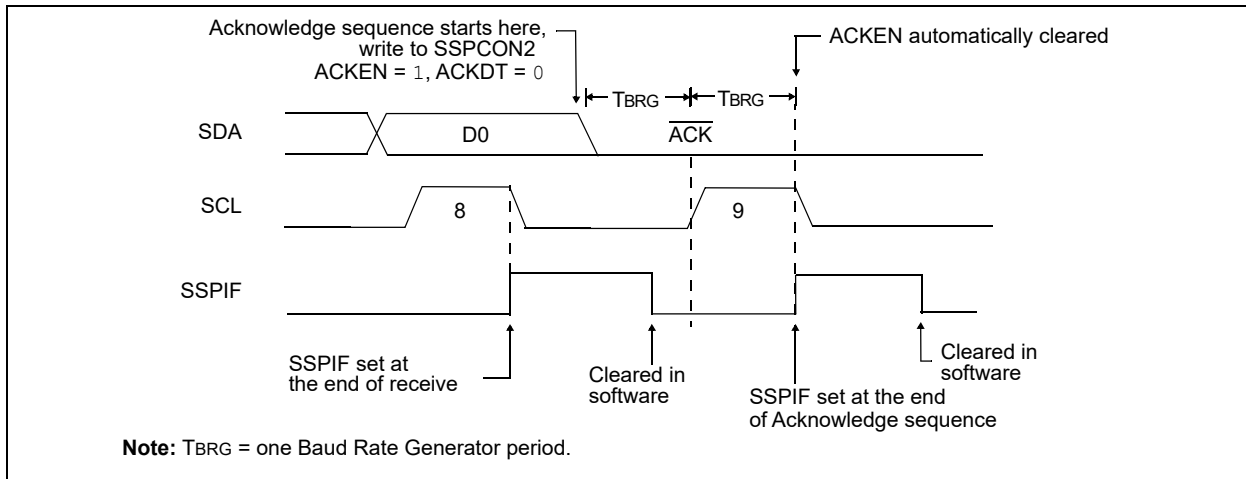 Acknowledge sequence starts here,
write to SSPCON2
ACKEN = 1, ACKDT = 0
ACKEN automatically cleared
TBRG
TBRG
SDA
D0
ACK
SCL
8
9
SSPIF
SSPIF set at
the end of receive
Cleared in
software
SSPIF set at the end
of Acknowledge sequence
Cleared in
software
Note: TBRG = one Baud Rate Generator period.